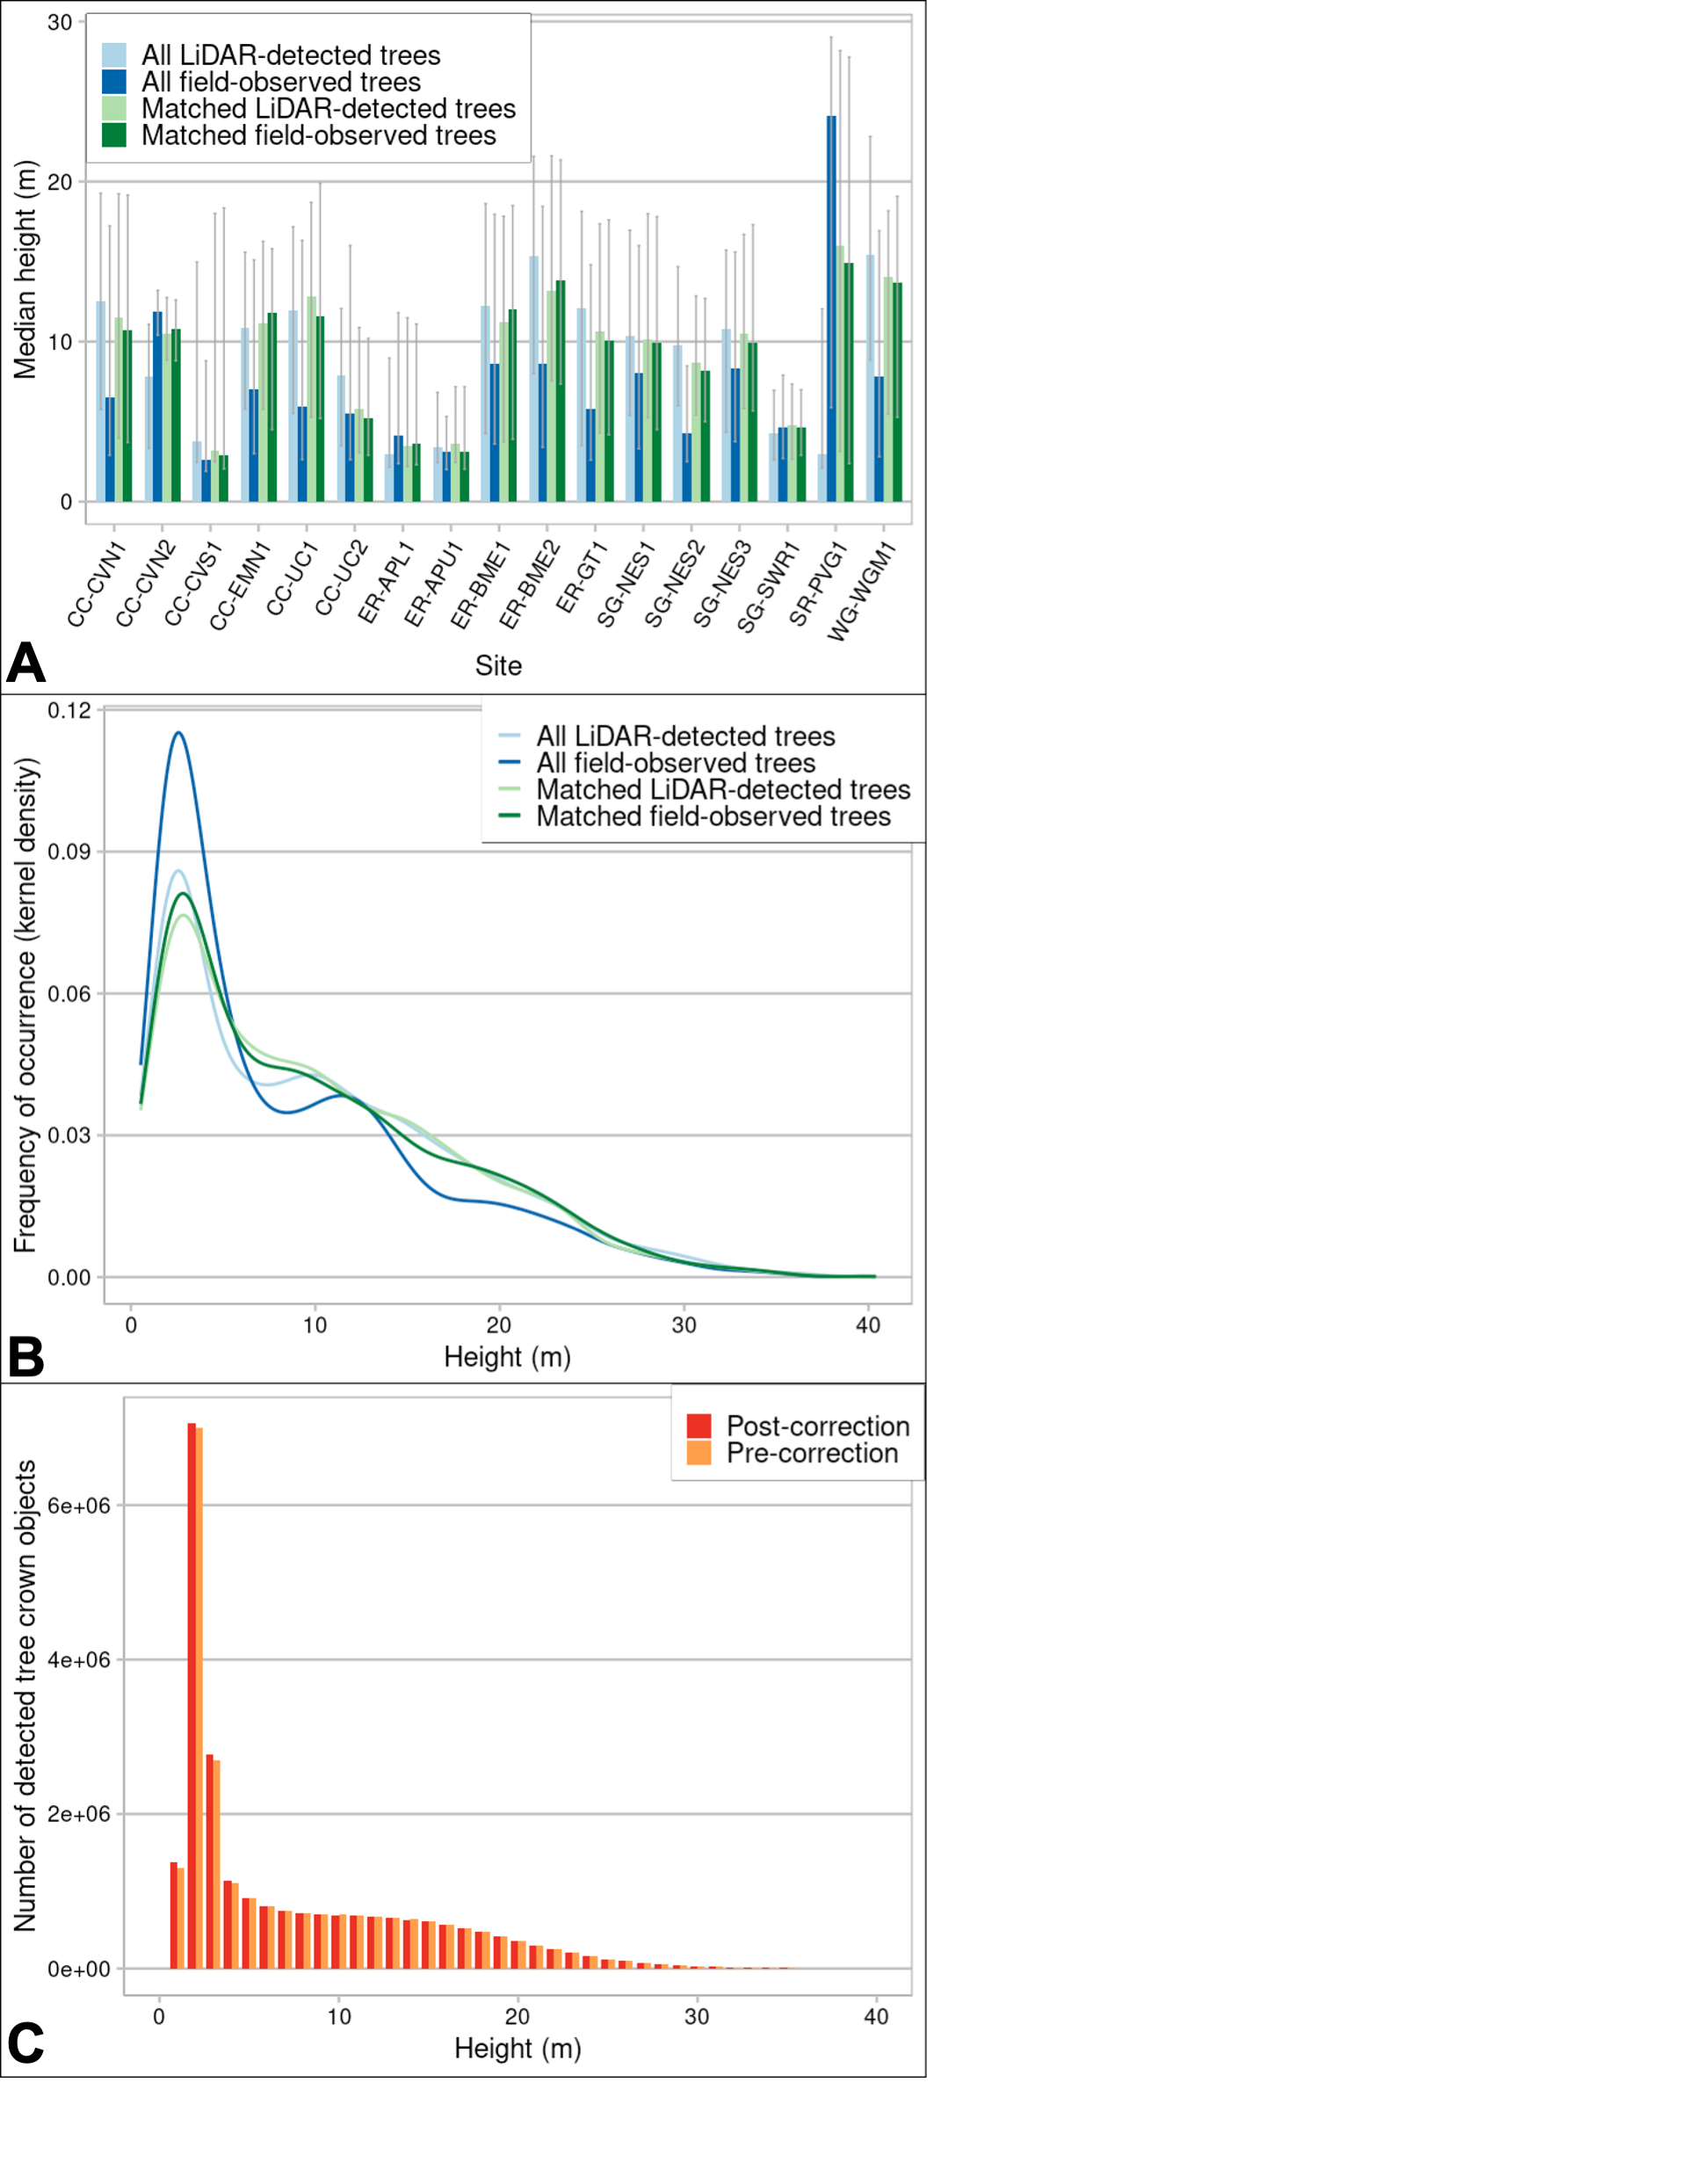 30
All LiDAR-detected trees
All field-observed trees
Matched LiDAR-detected trees
Matched field-observed trees
20
10
0
Median height (m)
CC-CVN1
CC-CVN2
CC-CVS1
CC-EMN1
CC-UC1
CC-UC2
ER-APL1
ER-APU1
ER-BME1
ER-BME2
ER-GT1
SG-NES1
SG-NES2
SG-NES3
SG-SWR1
SR-PVG1
WG-WGM1
Site
A
0.12
All LiDAR-detected trees
All field-observed trees
Matched LiDAR-detected trees
Matched field-observed trees
0.09
0.06
0.03
0.00
Frequency of occurrence (kernel density)
0 10 20 30 40
Height (m)
B
Post-correction
Pre-correction
6e+06
4e+06
2e+06
0e+00
Number of detected tree crown objects
0 10 20 30 40
Height (m)
C